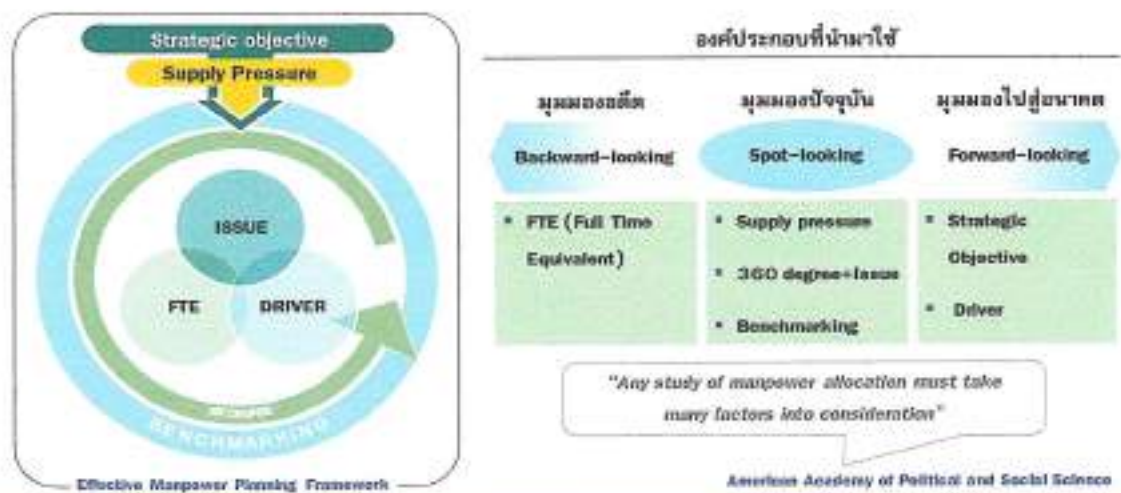 Strategic objective
Supply Pressure
ISSUE
FTE
DRIVER
BENCHMARKING
Effective Manpower Planning Framework
องค์ประกอบที่นำมาใช้
มุมมองอดีต
มุมมองปัจจุบัน
มุมมองไปสู่อนาคต
Backward-looking
Spot-looking
Forward-looking
▪ FTE (Full Time
Equivalent)
▪ Supply pressure
▪ 360 degree+Issue
▪ Benchmarking
▪ Strategic
Objective
▪ Driver
"Any study of manpower allocation must take
many factors into consideration"
American Academy of Political and Social Science